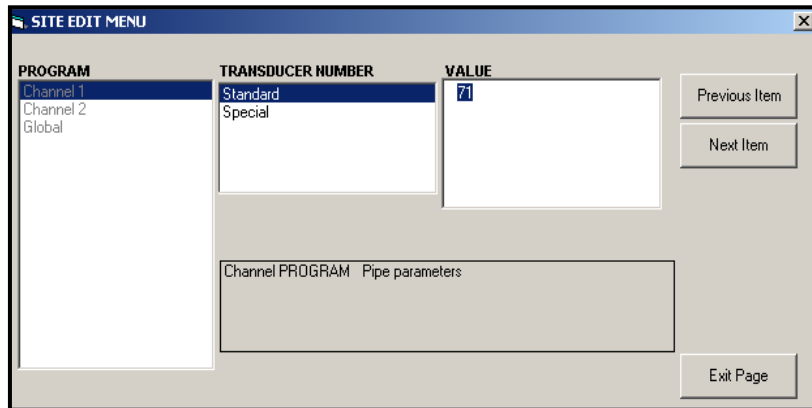 SITE EDIT MENU
PROGRAM
Channel 1
Channel 2
Global
TRANSDUCER NUMBER
Standard
Special
VALUE
71
Previous Item
Next Item
Channel PROGRAM Pipe parameters
Exit Page